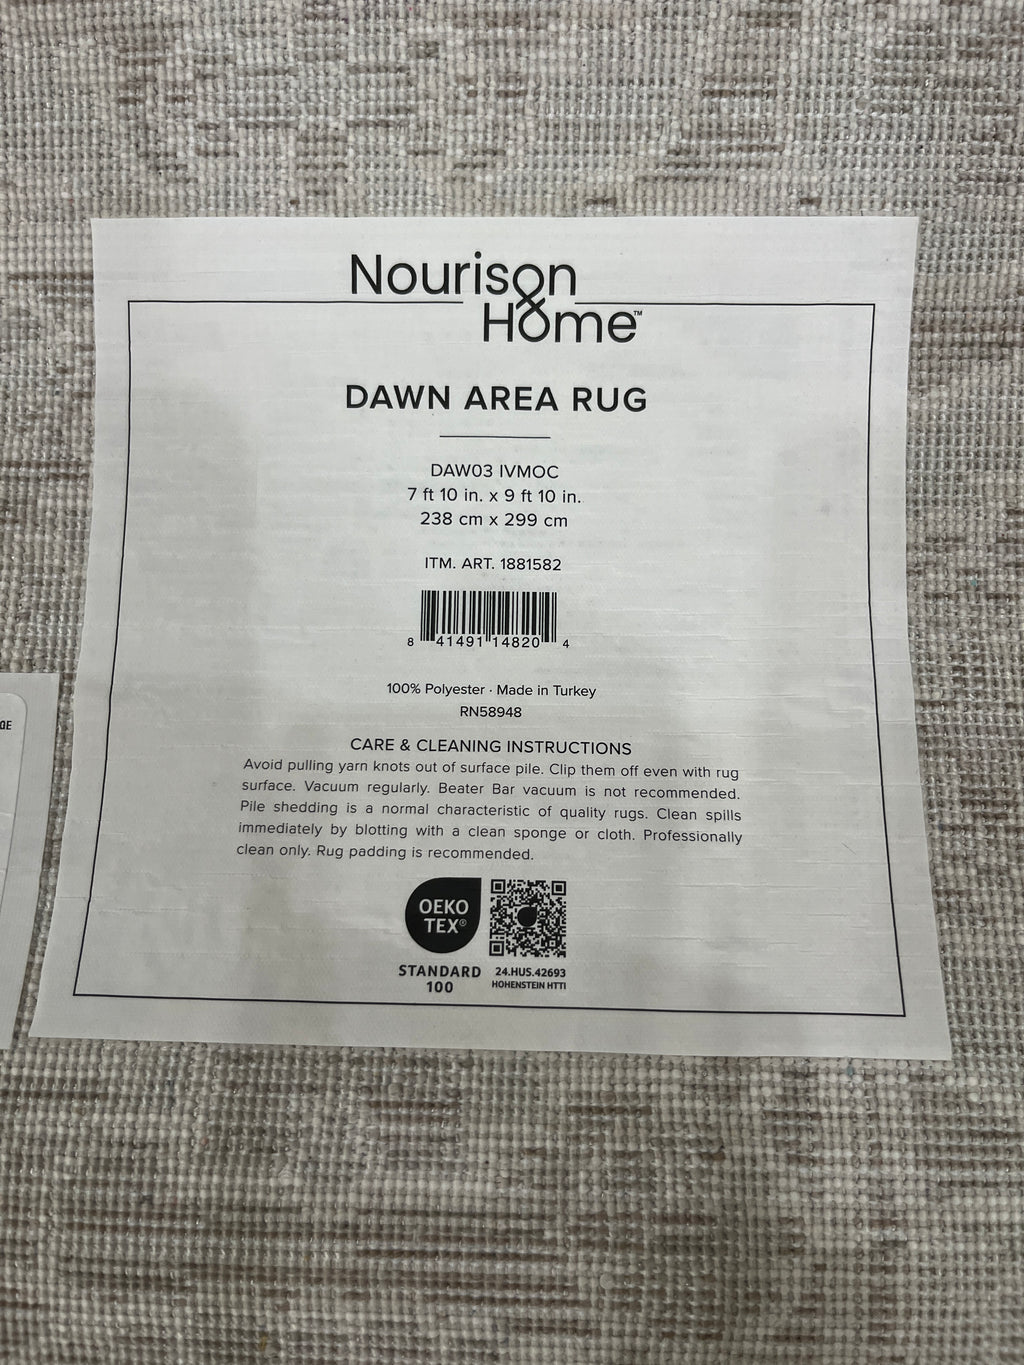 Nourison
Home™
DAWN AREA RUG
DAW03 IVMOC
7 ft 10 in. x 9 ft 10 in.
238 cm x 299 cm
ITM. ART. 1881582
8 41491 14820 4
100% Polyester · Made in Turkey
RN58948
CARE & CLEANING INSTRUCTIONS
Avoid pulling yarn knots out of surface pile. Clip them off even with rug
surface. Vacuum regularly. Beater Bar vacuum is not recommended.
Pile shedding is a normal characteristic of quality rugs. Clean spills
immediately by blotting with a clean sponge or cloth. Professionally
clean only. Rug padding is recommended.
OEKO
TEX®
STANDARD
100
24.HUS.42693
HOHENSTEIN HTTI